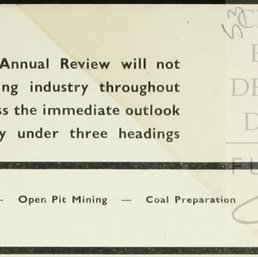 Annual Review will not
ng industry throughout
ss the immediate outlook
y under three headings
— Open Pit Mining — Coal Preparation